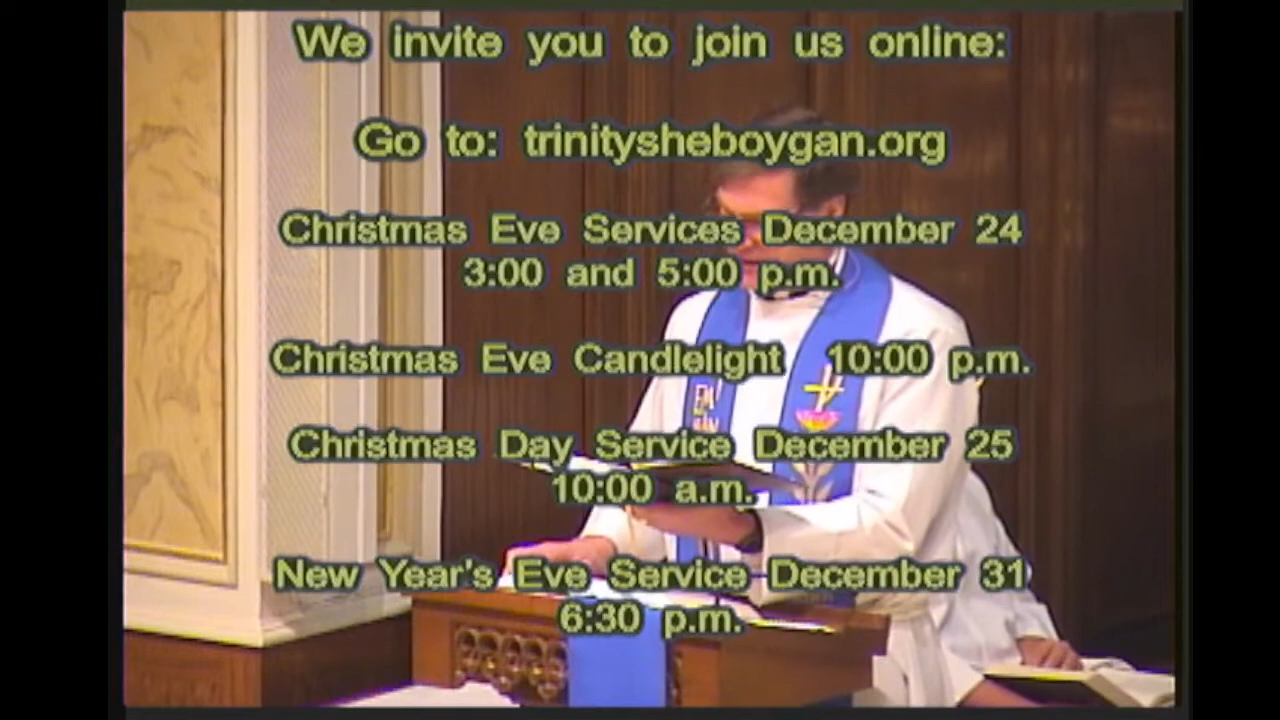 We invite you to join us online:
Go to: trinitysheboygan.org
Christmas Eve Services December 24
3:00 and 5:00 p.m.
Christmas Eve Candlelight 10:00 p.m.
Christmas Day Service December 25
10:00 a.m.
New Year's Eve Service December 31
6:30 p.m.